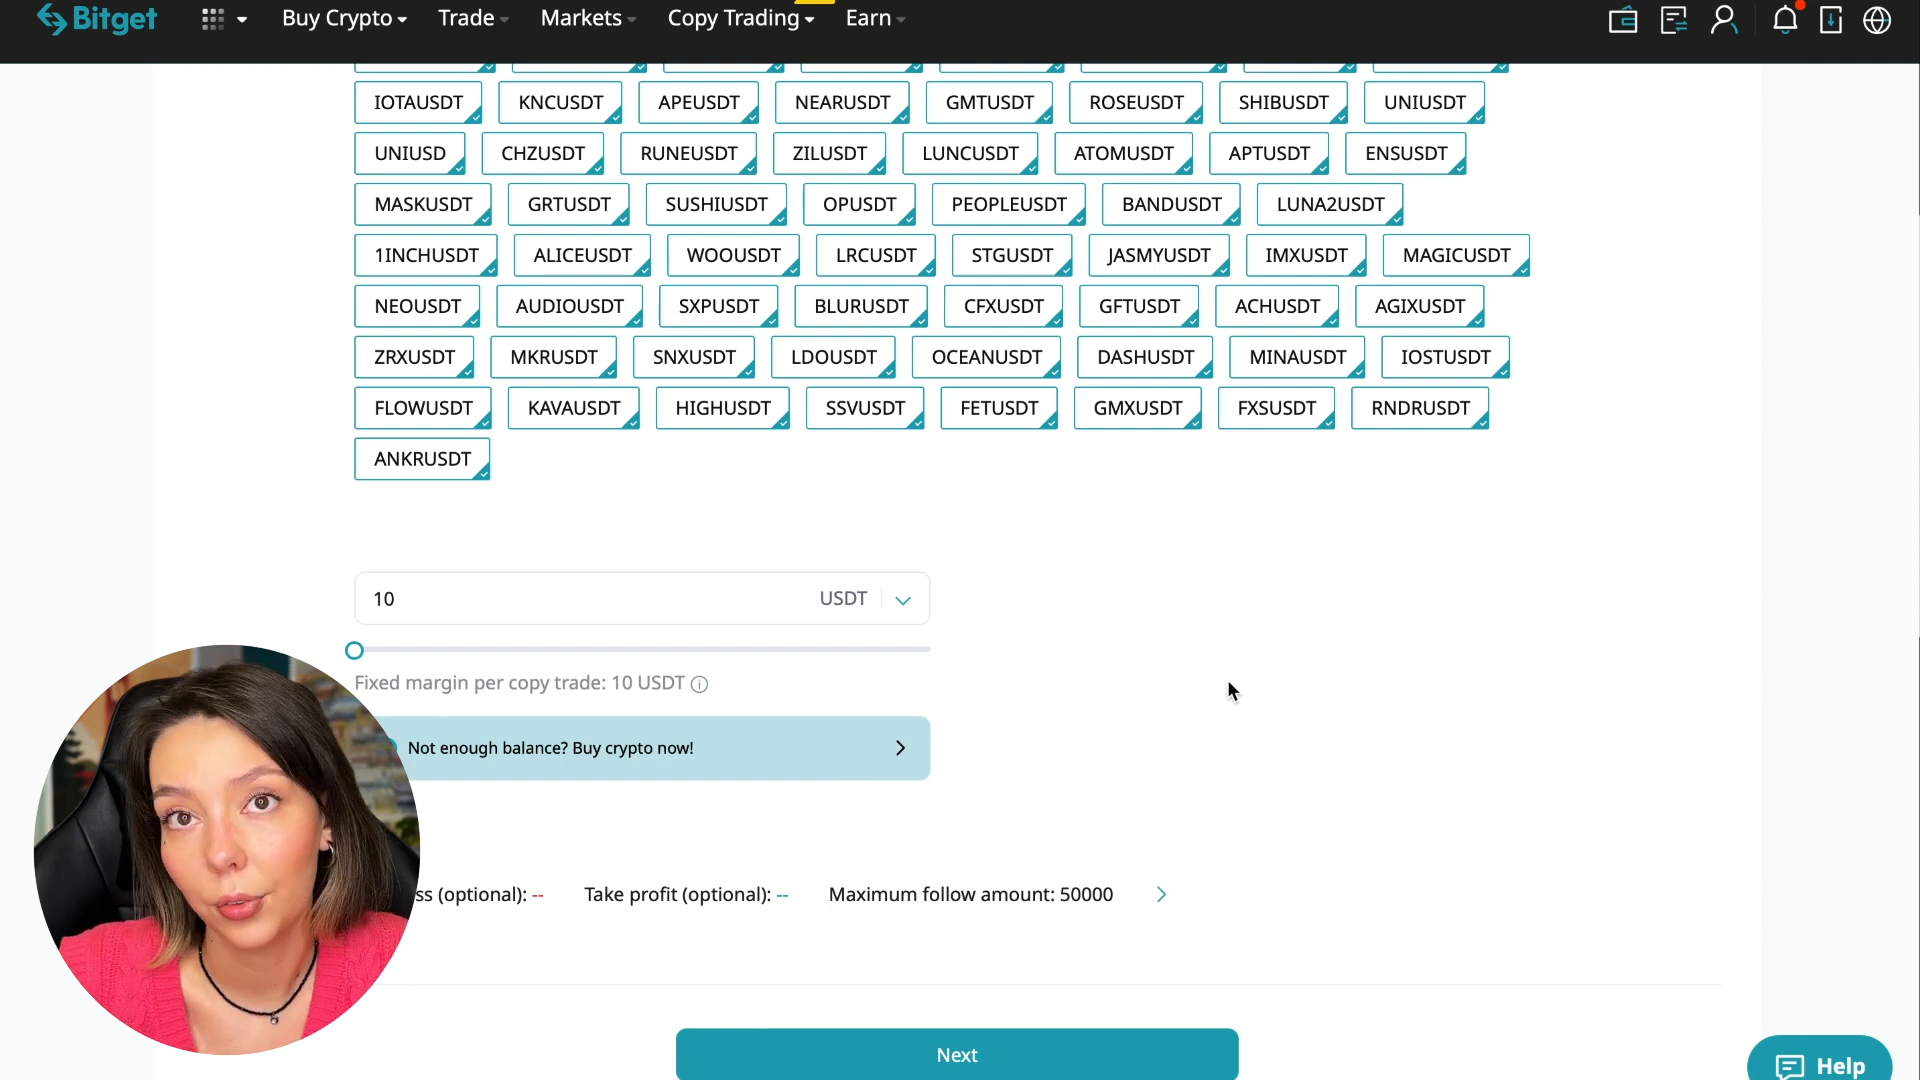 Bitget Buy Crypto Trade Markets Copy Trading Earn
IOTAUSDT KNCUSDT APEUSDT NEARUSDT GMTUSDT ROSEUSDT SHIBUSDT UNIUSDT
UNIUSD CHZUSDT RUNEUSDT ZILUSDT LUNCUSDT ATOMUSDT APTUSDT ENSUSDT
MASKUSDT GRTUSDT SUSHIUSDT OPUSDT PEOPLEUSDT BANDUSDT LUNA2USDT
1INCHUSDT ALICEUSDT WOOUSDT LRCUSDT STGUSDT JASMYUSDT IMXUSDT MAGICUSDT
NEOUSDT AUDIOUSDT SXPUSDT BLURUSDT CFXUSDT GFTUSDT ACHUSDT AGIXUSDT
ZRXUSDT MKRUSDT SNXUSDT LDOUSDT OCEANUSDT DASHUSDT MINAUSDT IOSTUSDT
FLOWUSDT KAVAUSDT HIGHUSDT SSVUSDT FETUSDT GMXUSDT FXSUSDT RNDRUSDT
ANKRUSDT
10 USDT
Fixed margin per copy trade: 10 USDT
Not enough balance? Buy crypto now!
ss (optional): -- Take profit (optional): -- Maximum follow amount: 50000
Next
Help